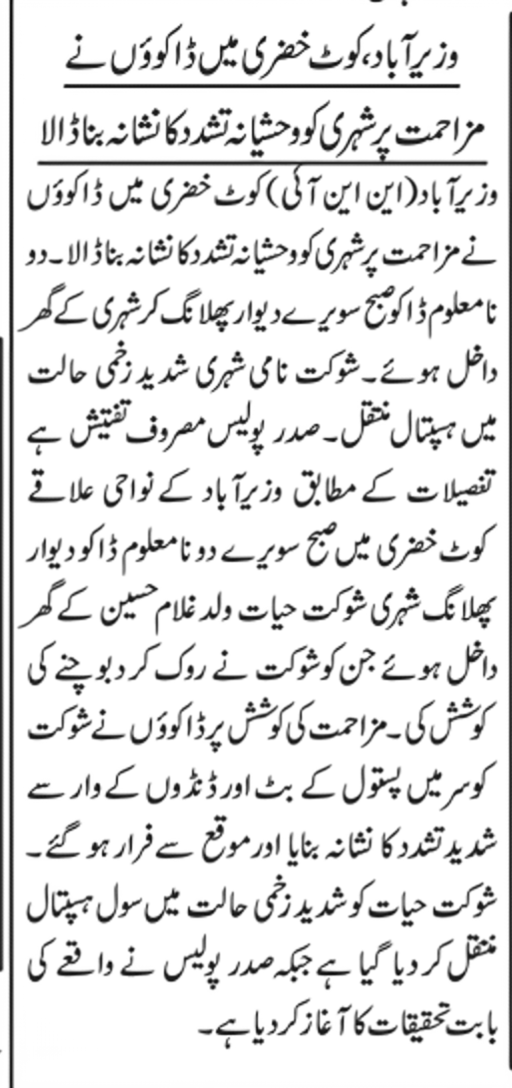 وزیرآباد، کوٹ خضری میں ڈاکوؤں نے
مزاحمت پر شہری کو وحشیانہ تشدد کا نشانہ بنا ڈالا
وزیرآباد (این این آئی) کوٹ خضری میں ڈاکوؤں
نے مزاحمت پر شہری کو وحشیانہ تشدد کا نشانہ بنا ڈالا۔ دو
نامعلوم ڈاکو صبح سویرے دیوار پھلانگ کر شہری کے گھر
داخل ہوئے۔ شوکت نامی شہری شدید زخمی حالت
میں ہسپتال منتقل۔ صدر پولیس مصروف تفتیش ہے
تفصیلات کے مطابق وزیرآباد کے نواحی علاقے
کوٹ خضری میں صبح سویرے دو نامعلوم ڈاکو دیوار
پھلانگ شہری شوکت حیات ولد غلام حسین کے گھر
داخل ہوئے جن کو شوکت نے روک کر دبوچنے کی
کوشش کی۔ مزاحمت کی کوشش پر ڈاکوؤں نے شوکت
کو سر میں پستول کے بٹ اور ڈنڈوں کے وار سے
شدید تشدد کا نشانہ بنایا اور موقع سے فرار ہو گئے۔
شوکت حیات کو شدید زخمی حالت میں سول ہسپتال
منتقل کر دیا گیا ہے جبکہ صدر پولیس نے واقعے کی
بابت تحقیقات کا آغاز کر دیا ہے۔